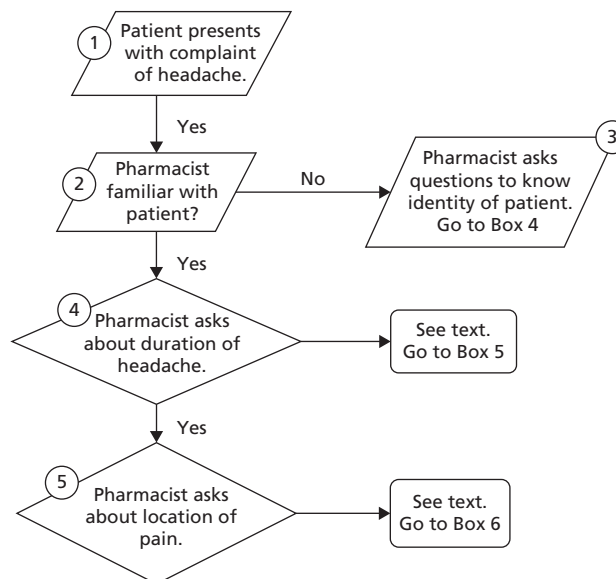 1
Patient presents
with complaint
of headache.
Yes
2
Pharmacist
familiar with
patient?
No
3
Pharmacist asks
questions to know
identity of patient.
Go to Box 4
Yes
4
Pharmacist asks
about duration of
headache.
See text.
Go to Box 5
Yes
5
Pharmacist asks
about location of
pain.
See text.
Go to Box 6